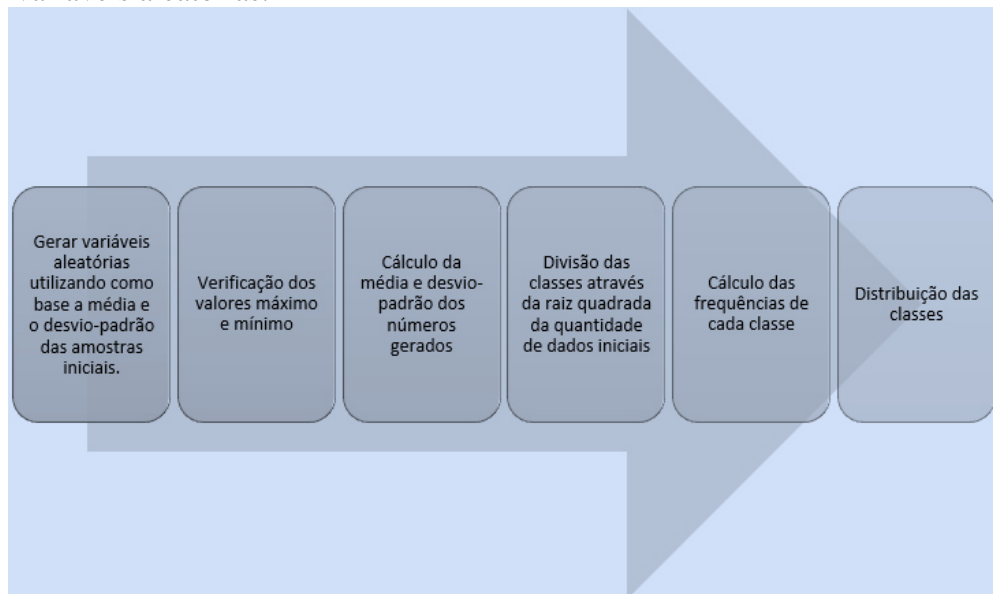 Gerar variáveis
aleatórias
utilizando como
base a média e
o desvio-padrão
das amostras
iniciais.
Verificação dos
valores máximo
e mínimo
Cálculo da
média e desvio-
padrão dos
números
gerados
Divisão das
classes através
da raiz quadrada
da quantidade
de dados iniciais
Cálculo das
frequências de
cada classe
Distribuição das
classes